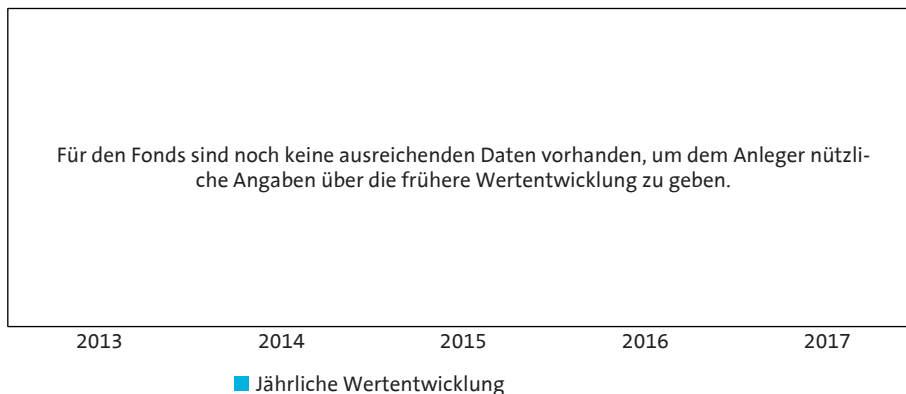 Für den Fonds sind noch keine ausreichenden Daten vorhanden, um dem Anleger nützli-
che Angaben über die frühere Wertentwicklung zu geben.
2013 2014 2015 2016 2017
Jährliche Wertentwicklung